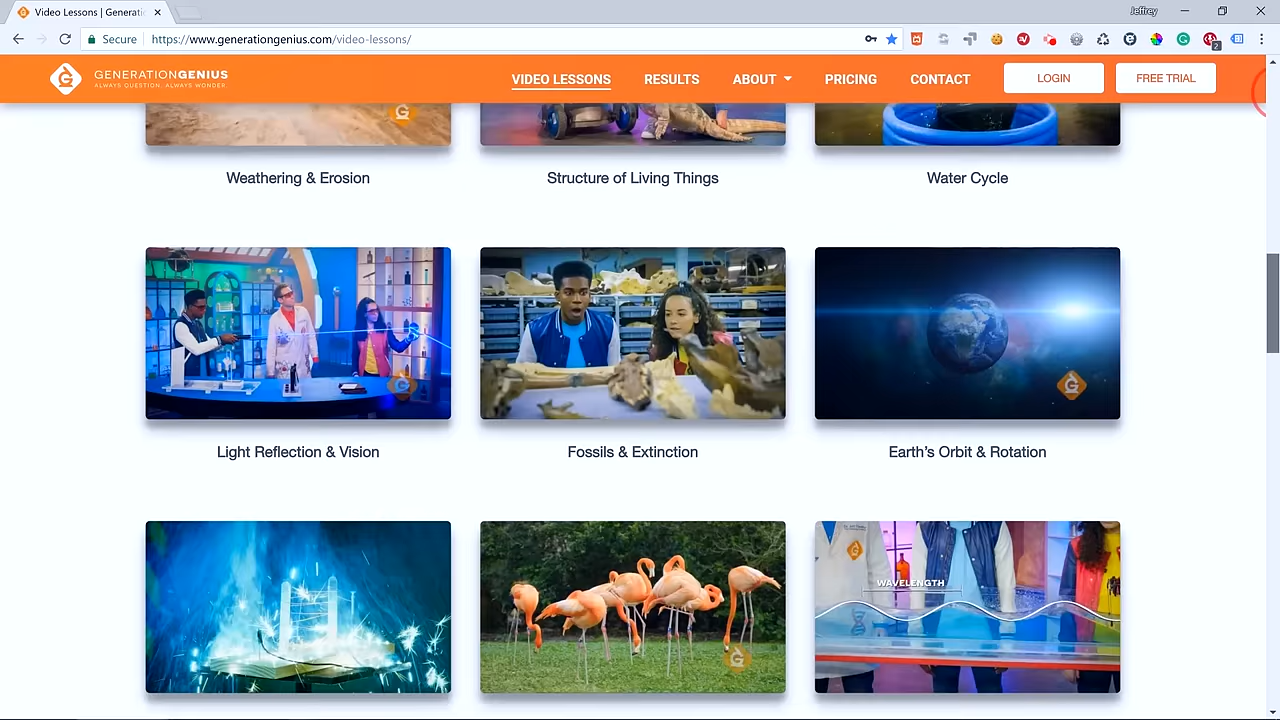 Video Lessons | Generati
Jeffrey
Secure
https://www.generationgenius.com/video-lessons/
2
GENERATIONGENIUS
ALWAYS QUESTION. ALWAYS WONDER.
VIDEO LESSONS
RESULTS
ABOUT
PRICING
CONTACT
LOGIN
FREE TRIAL
Weathering & Erosion
Structure of Living Things
Water Cycle
Light Reflection & Vision
Fossils & Extinction
Earth's Orbit & Rotation
WAVELENGTH